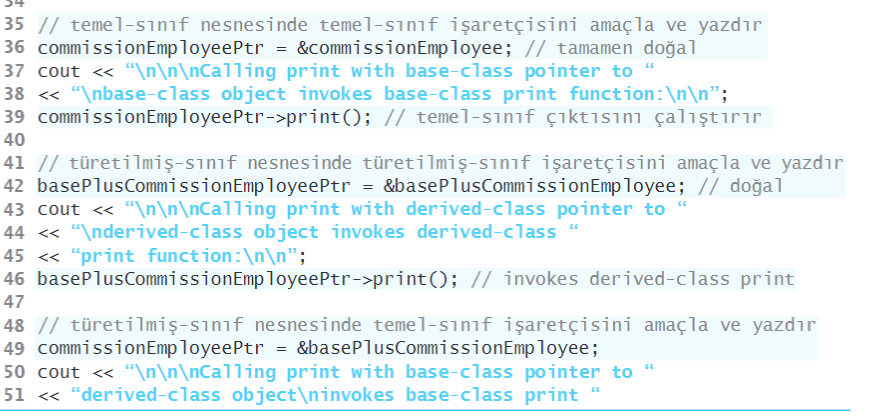 34
35 // temel-sınıf nesnesinde temel-sınıf işaretçisini amaçla ve yazdır
36 commissionEmployeePtr = &commissionEmployee; // tamamen doğal
37 cout << “\n\n\nCalling print with base-class pointer to “
38 << “\nbase-class object invokes base-class print function:\n\n”;
39 commissionEmployeePtr->print(); // temel-sınıf çıktısını çalıştırır
40
41 // türetilmiş-sınıf nesnesinde türetilmiş-sınıf işaretçisini amaçla ve yazdır
42 basePlusCommissionEmployeePtr = &basePlusCommissionEmployee; // doğal
43 cout << “\n\n\nCalling print with derived-class pointer to “
44 << “\nderived-class object invokes derived-class “
45 << “print function:\n\n”;
46 basePlusCommissionEmployeePtr->print(); // invokes derived-class print
47
48 // türetilmiş-sınıf nesnesinde temel-sınıf işaretçisini amaçla ve yazdır
49 commissionEmployeePtr = &basePlusCommissionEmployee;
50 cout << “\n\n\nCalling print with base-class pointer to “
51 << “derived-class object\ninvokes base-class print “